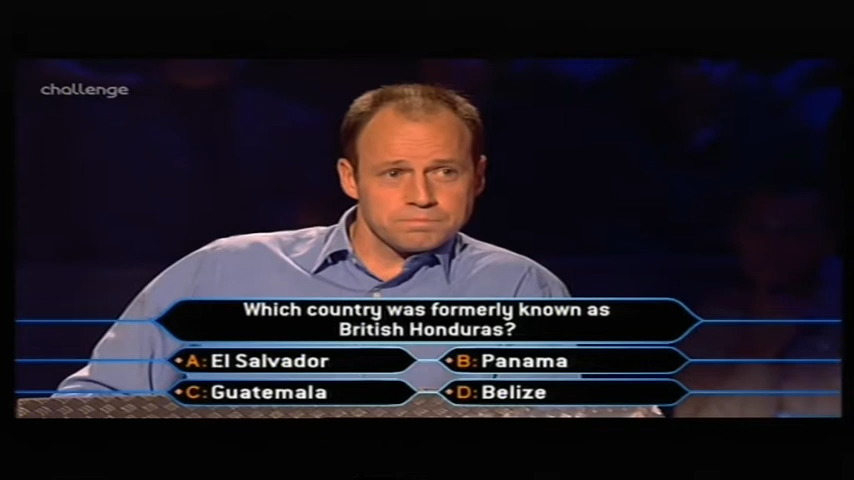 challenge
Which country was formerly known as
British Honduras?
A: El Salvador
B: Panama
C: Guatemala
D: Belize